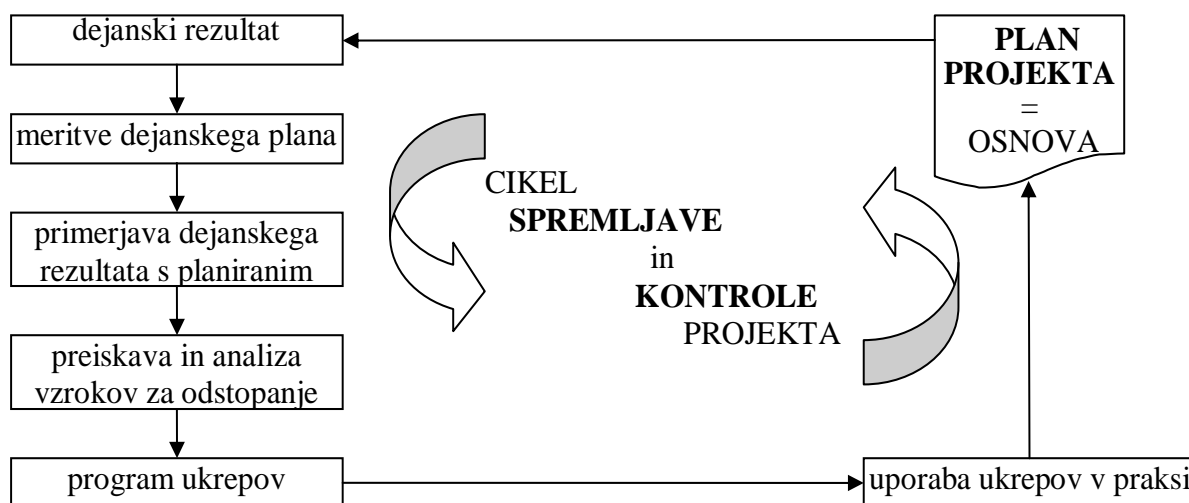 dejanski rezultat
meritve dejanskega plana
primerjava dejanskega
rezultata s planiranim
preiskava in analiza
vzrokov za odstopanje
program ukrepov
CIKEL
SPREMLJAVE
in
KONTROLE
PROJEKTA
PLAN
PROJEKTA
=
OSNOVA
uporaba ukrepov v praksi